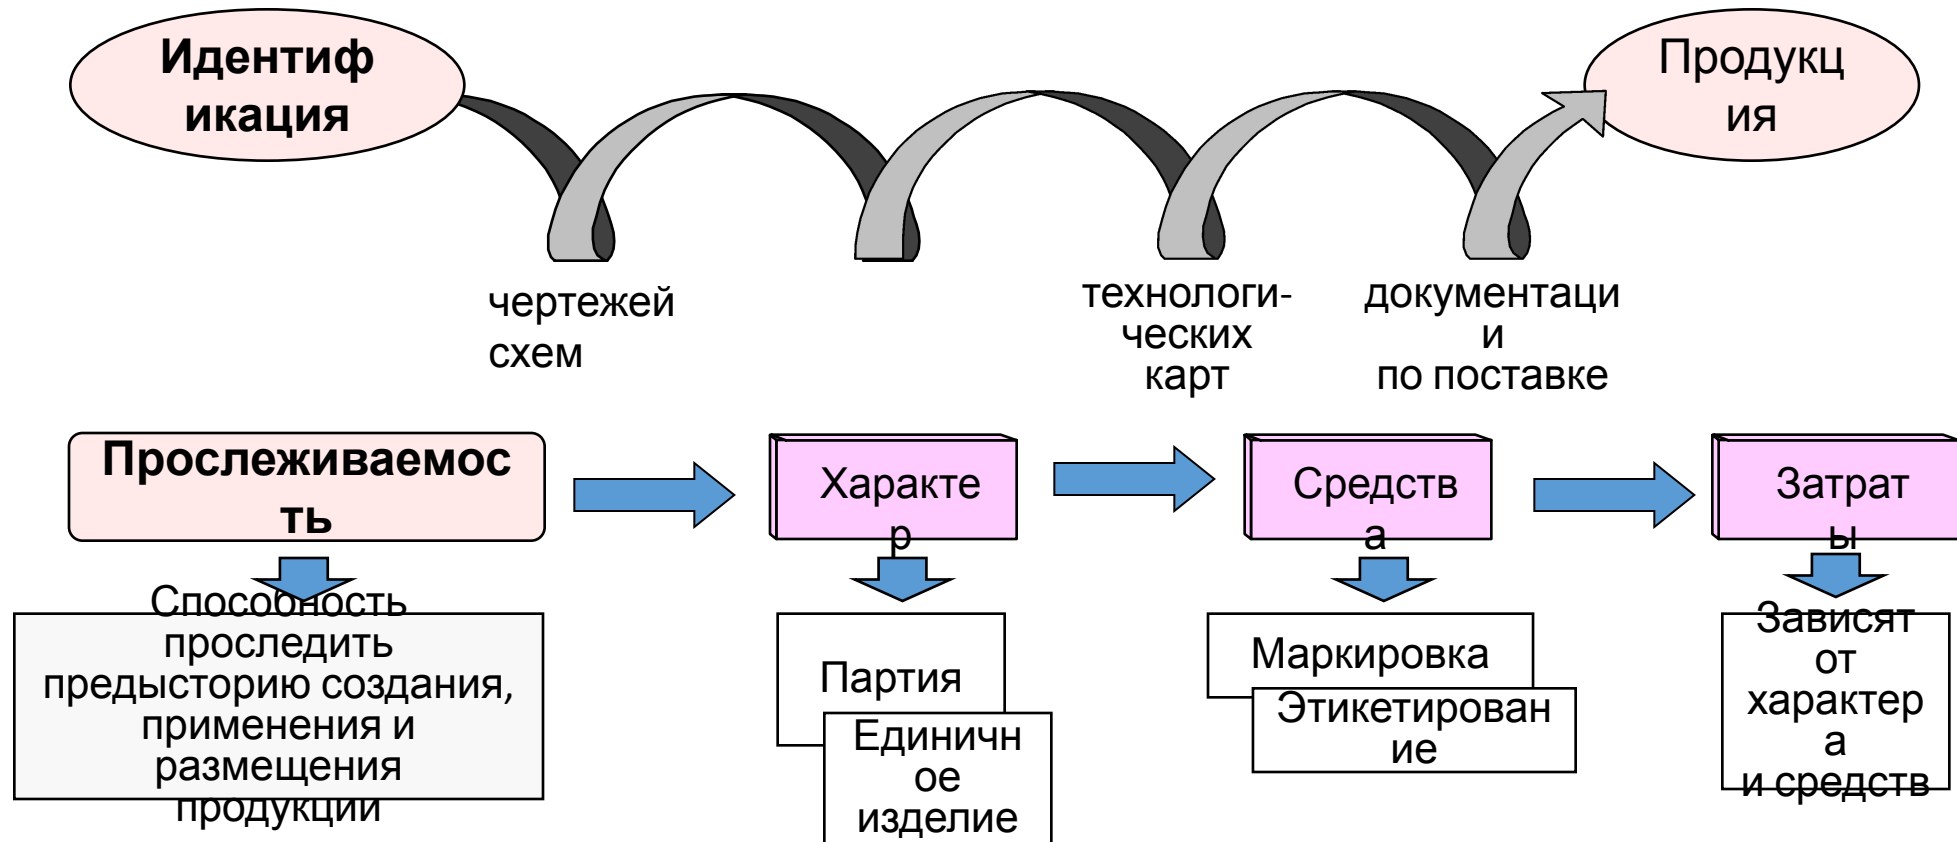 Идентиф
икация
Продукц
ия
чертежей
схем
технологи-
ческих
карт
документаци
и
по поставке
Прослеживаемос
ть
Характе
р
Средств
а
Затрат
ы
Способность
проследить
предысторию создания,
применения и
размещения
продукции
Партия
Единичн
ое
изделие
Маркировка
Этикетирован
ие
Зависят
от
характер
а
и средств